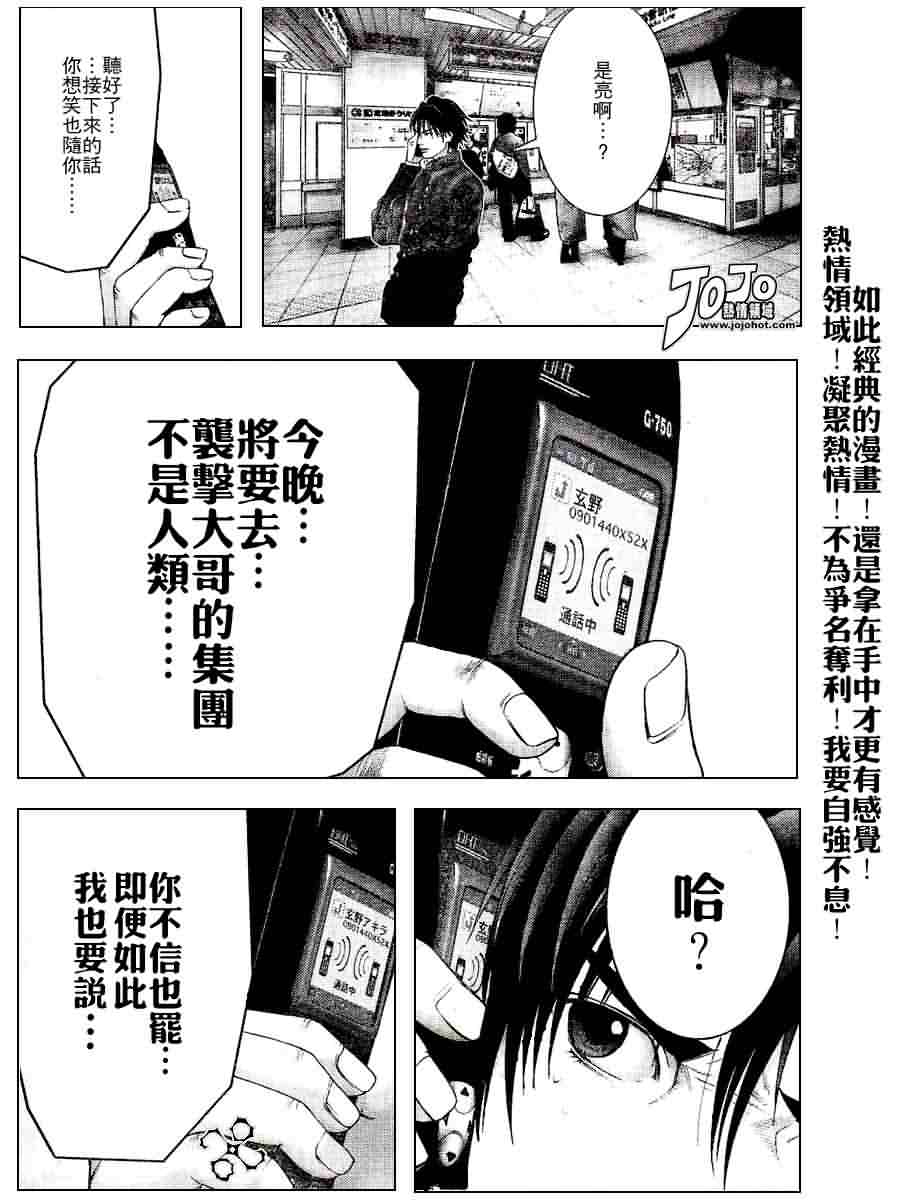 是亮啊…?
聽好了…
…接下來的話
你想笑也隨你……
JOJO
熱情領域
www.jojohot.com
今晚…
將要去…
襲擊大哥的集團
不是人類……
G-750
玄野
0901440X52X
通話中
哈?
你不信也罷…
即便如此
我也要說…
玄野アキラ
0901440X52X
通話中
如此經典的漫畫!還是拿在手中才更有感覺!
熱情領域!凝聚熱情!不為爭名奪利!我要自強不息!